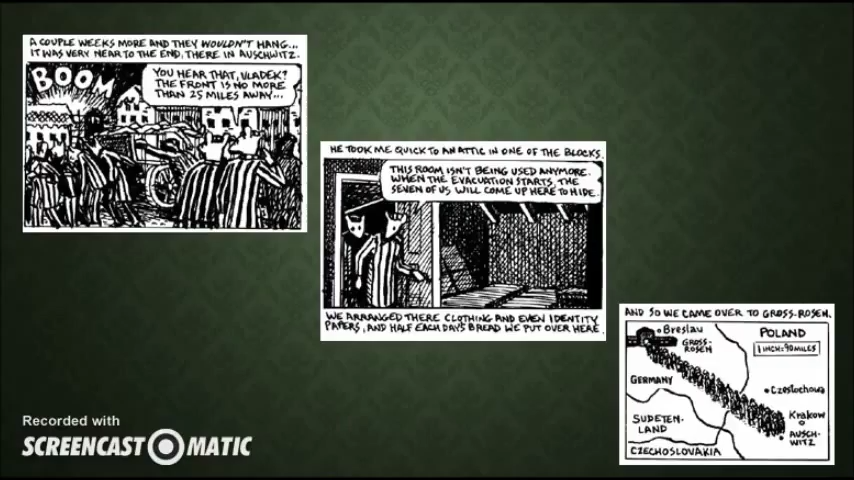 A COUPLE WEEKS MORE AND THEY WOULDN'T HANG...
IT WAS VERY NEAR TO THE END, THERE IN AUSCHWITZ.
BOOM
YOU HEAR THAT, VLADEK?
THE FRONT IS NO MORE
THAN 25 MILES AWAY...
HE TOOK ME QUICK TO AN ATTIC IN ONE OF THE BLOCKS.
THIS ROOM ISN'T BEING USED ANYMORE.
WHEN THE EVACUATION STARTS, THE
SEVEN OF US WILL COME UP HERE TO HIDE.
WE ARRANGED THERE CLOTHING AND EVEN IDENTITY
PAPERS, AND HALF EACH DAY'S BREAD WE PUT OVER HERE.
AND SO WE CAME OVER TO GROSS-ROSEN.
Breslau
GROSS-
ROSEN
POLAND
1 INCH=90 MILES
GERMANY
Czestochowa
SUDETEN-
LAND
Krakow
AUSCH-
WITZ
CZECHOSLOVAKIA
Recorded with
SCREENCAST O MATIC